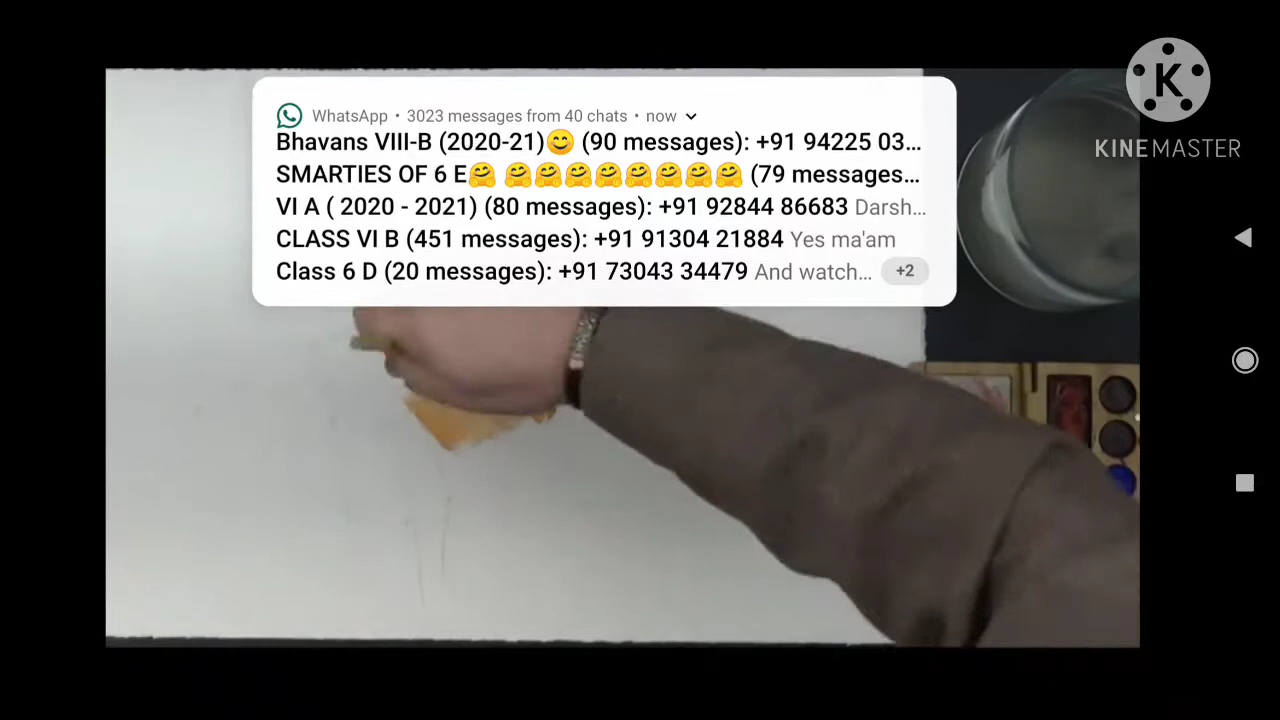 WhatsApp • 3023 messages from 40 chats • now
Bhavans VIII-B (2020-21)😊 (90 messages): +91 94225 03...
SMARTIES OF 6 E🤗 🤗🤗🤗🤗🤗🤗🤗🤗 (79 messages...
VI A ( 2020 - 2021) (80 messages): +91 92844 86683 Darsh...
CLASS VI B (451 messages): +91 91304 21884 Yes ma'am
Class 6 D (20 messages): +91 73043 34479 And watch... +2
K
KINEMASTER